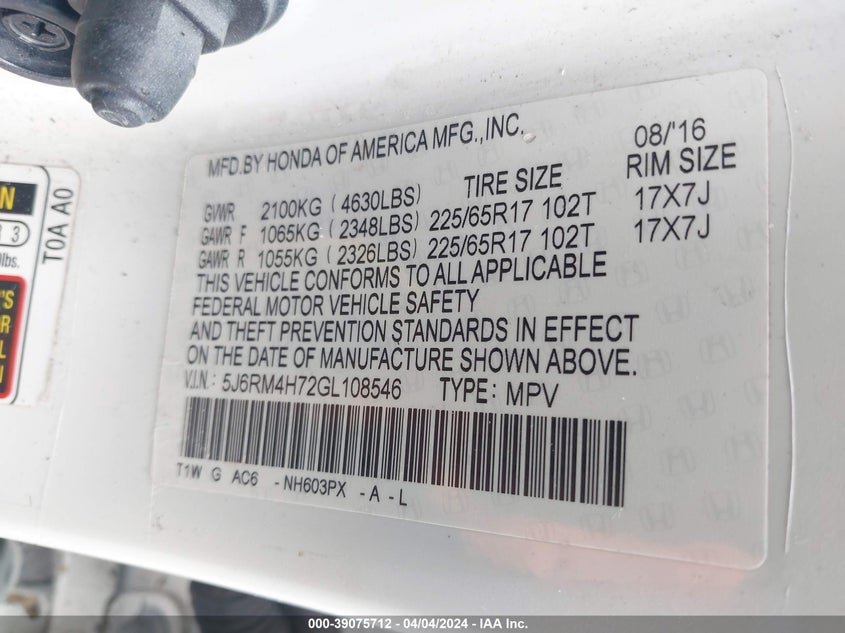 MFD.BY HONDA OF AMERICA MFG.,INC. 08/'16
TIRE SIZE RIM SIZE
GVWR 2100KG (4630LBS)
GAWR F 1065KG (2348LBS) 225/65R17 102T 17X7J
GAWR R 1055KG (2326LBS) 225/65R17 102T 17X7J
THIS VEHICLE CONFORMS TO ALL APPLICABLE
FEDERAL MOTOR VEHICLE SAFETY
AND THEFT PREVENTION STANDARDS IN EFFECT
ON THE DATE OF MANUFACTURE SHOWN ABOVE.
V.I.N.: 5J6RM4H72GL108546 TYPE: MPV
T1W G AC6 -NH603PX -A -L
T0A A0
3
lbs.
000-39075712 - 04/04/2024 - IAA Inc.